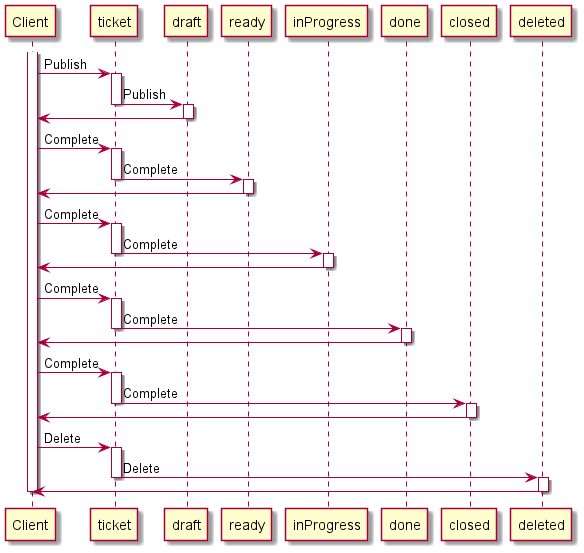 Client ticket draft ready inProgress done closed deleted
Publish
Publish
Complete
Complete
Complete
Complete
Complete
Complete
Complete
Complete
Delete
Delete
Client ticket draft ready inProgress done closed deleted